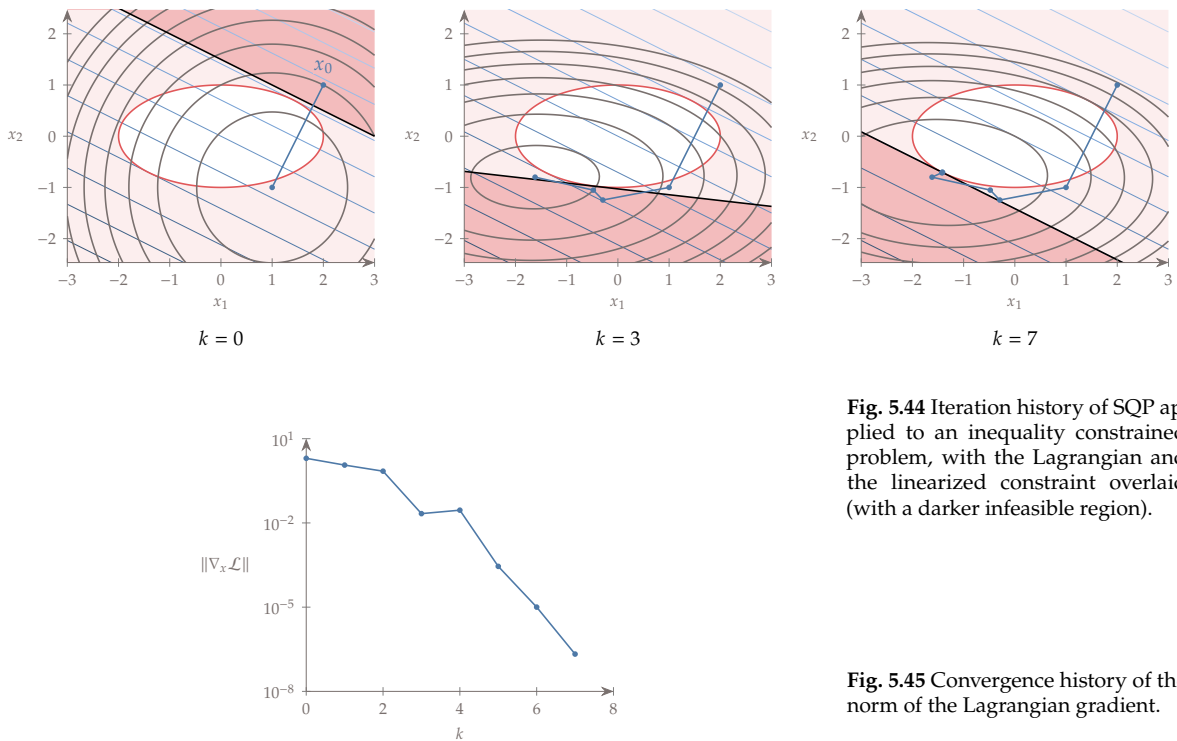 2
1
x₂ 0
−1
−2
−3 −2 −1 0 1 2 3
x₁
x₀
k = 0
2
1
x₂ 0
−1
−2
−3 −2 −1 0 1 2 3
x₁
k = 3
2
1
x₂ 0
−1
−2
−3 −2 −1 0 1 2 3
x₁
k = 7
Fig. 5.44 Iteration history of SQP ap
plied to an inequality constrained
problem, with the Lagrangian and
the linearized constraint overlaid
(with a darker infeasible region).
10¹
10⁻²
‖∇ₓℒ‖
10⁻⁵
10⁻⁸
0 2 4 6 8
k
Fig. 5.45 Convergence history of th
norm of the Lagrangian gradient.